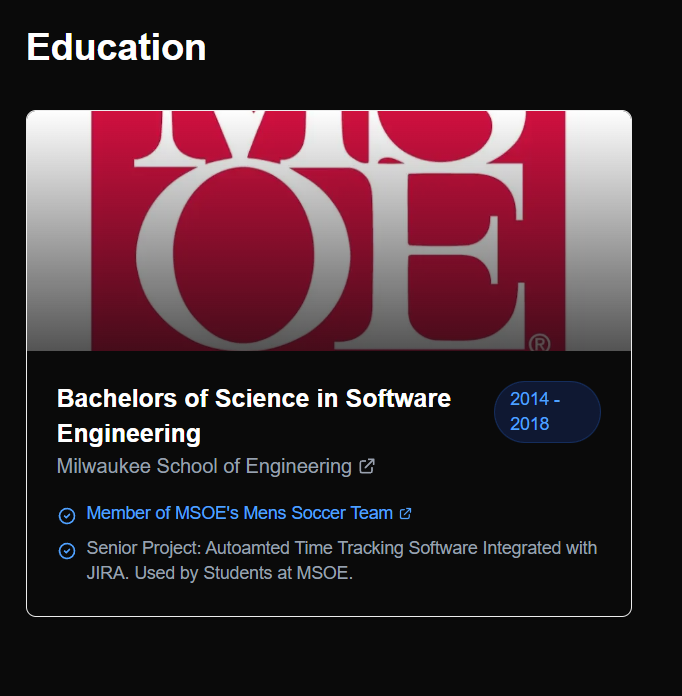 Education
MS
OE®
Bachelors of Science in Software
Engineering
2014 -
2018
Milwaukee School of Engineering
Member of MSOE's Mens Soccer Team
Senior Project: Autoamted Time Tracking Software Integrated with
JIRA. Used by Students at MSOE.